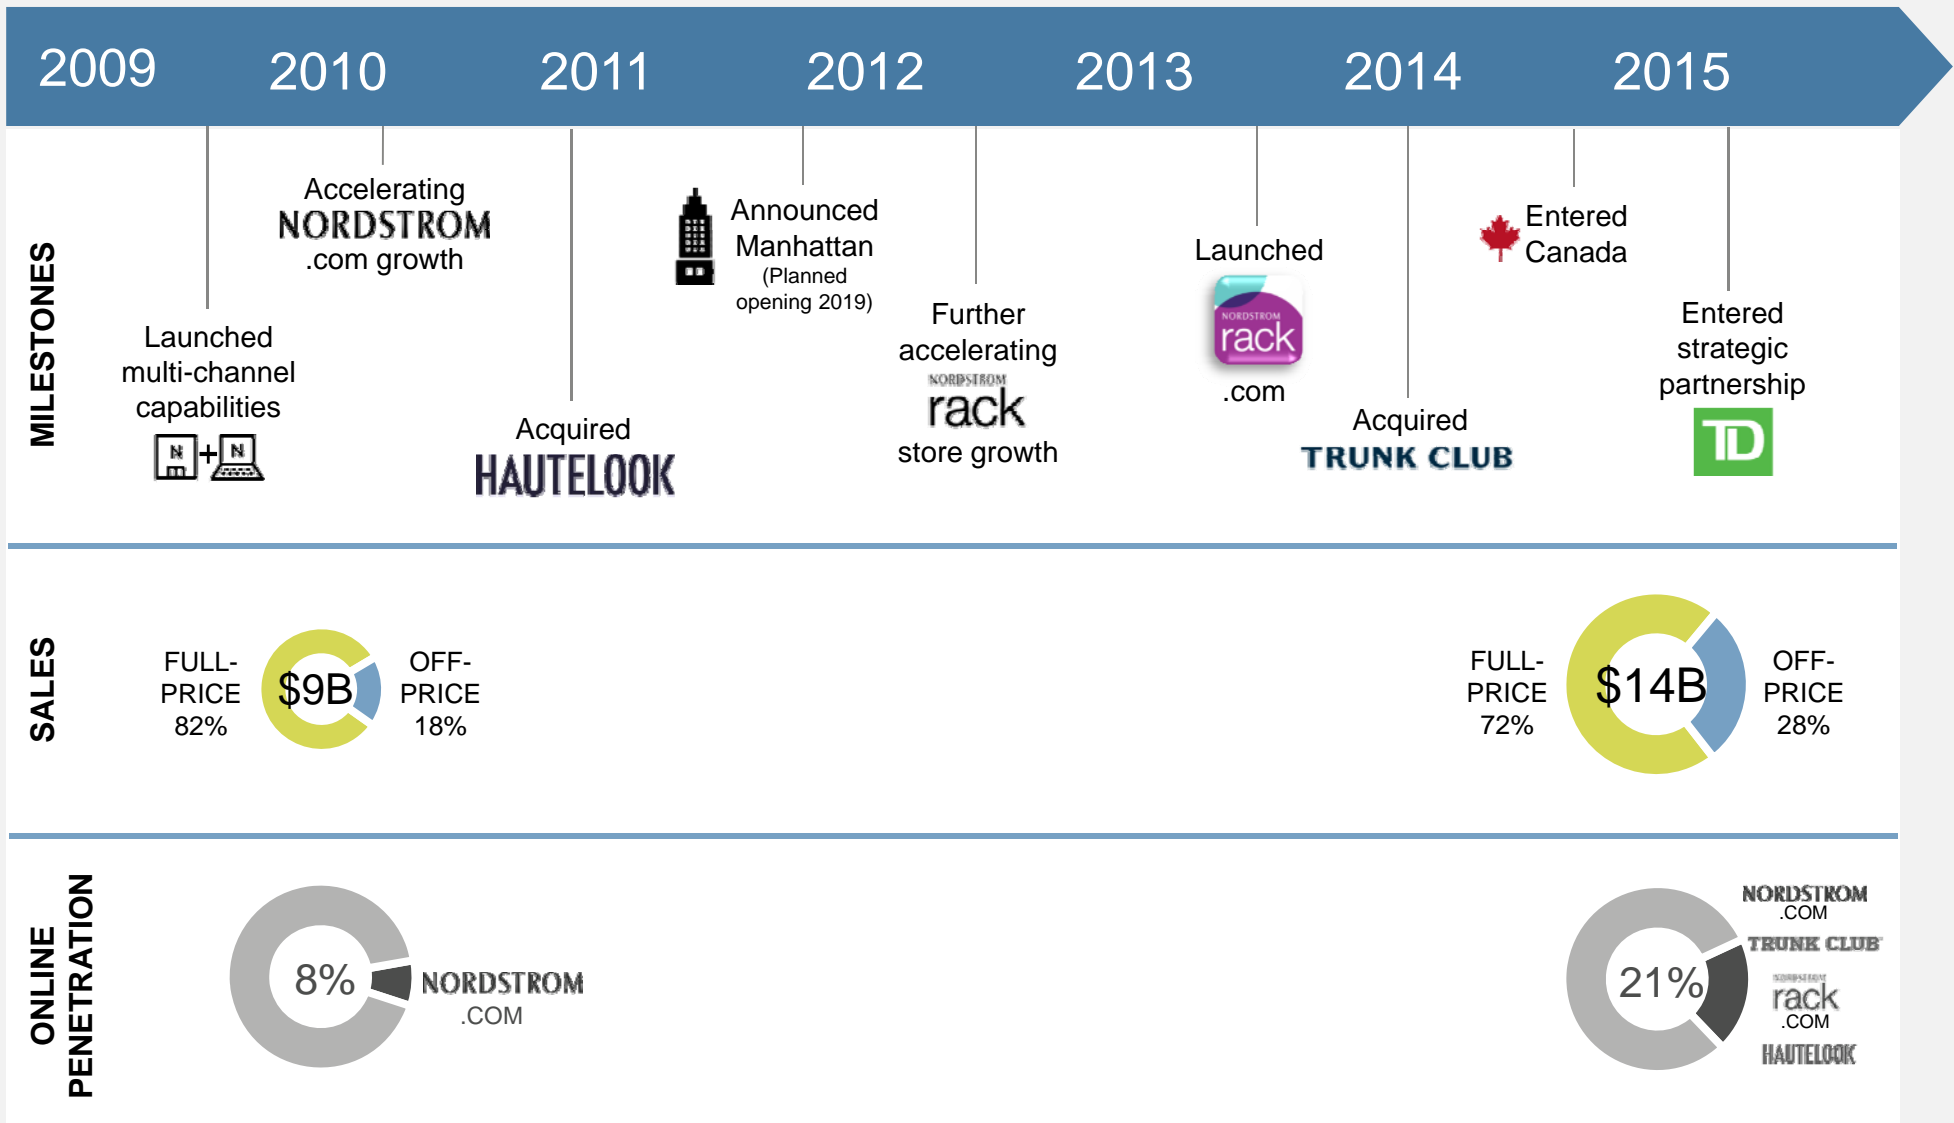 2009 2010 2011 2012 2013 2014 2015
MILESTONES
Launched
multi-channel
capabilities
N + N
Accelerating
NORDSTROM
.com growth
Acquired
HAUTELOOK
Announced
Manhattan
(Planned
opening 2019)
Further
accelerating
NORDSTROM
rack
store growth
Launched
NORDSTROM
rack
.com
Acquired
TRUNK CLUB
Entered
Canada
Entered
strategic
partnership
TD
SALES
FULL-
PRICE
82%
$9B
OFF-
PRICE
18%
FULL-
PRICE
72%
$14B
OFF-
PRICE
28%
ONLINE
PENETRATION
8%
NORDSTROM
.COM
21%
NORDSTROM
.COM
TRUNK CLUB
NORDSTROM
rack
.COM
HAUTELOOK